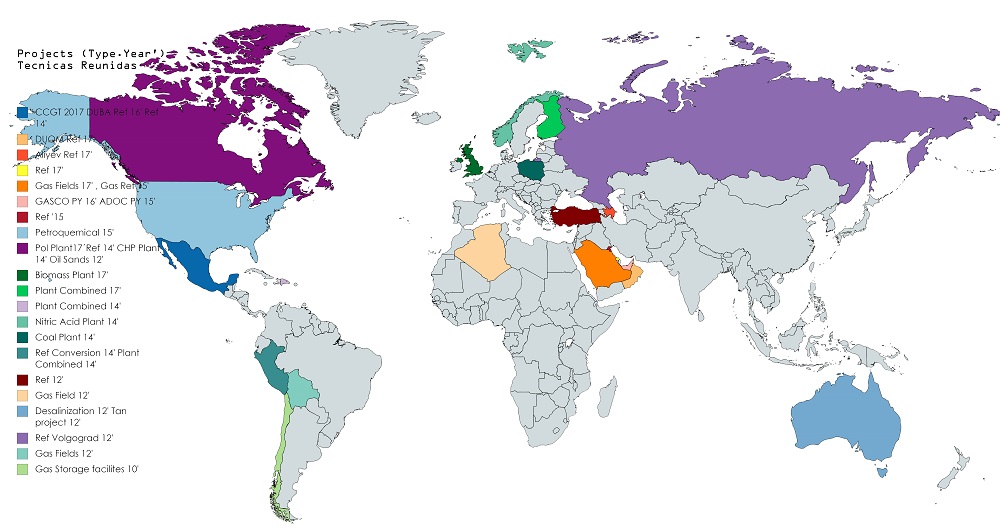 Projects (Type·Year')
Tecnicas Reunidas
CCGT 2017 DUBA Ref 16' Ref
14'
DUQM Ref 17'
Aliyev Ref 17'
Ref 17'
Gas Fields 17' , Gas Ref 15'
GASCO PY 16' ADOC PY 15'
Ref '15
Petroquemical 15'
Pol Plant17´Ref 14' CHP Plant
14' Oil Sands 12'
Biomass Plant 17'
Plant Combined 17'
Plant Combined 14'
Nitric Acid Plant 14'
Coal Plant 14'
Ref Conversion 14' Plant
Combined 14'
Ref 12'
Gas Field 12'
Desalinization 12' Tan
project 12'
Ref Volgograd 12'
Gas Fields 12'
Gas Storage facilites 10'